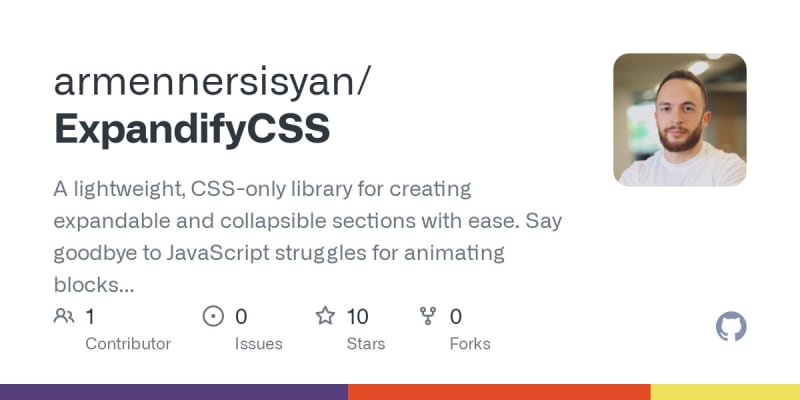 armennersisyan/
ExpandifyCSS
A lightweight, CSS-only library for creating
expandable and collapsible sections with ease. Say
goodbye to JavaScript struggles for animating
blocks...
1 0 10 0
Contributor Issues Stars Forks